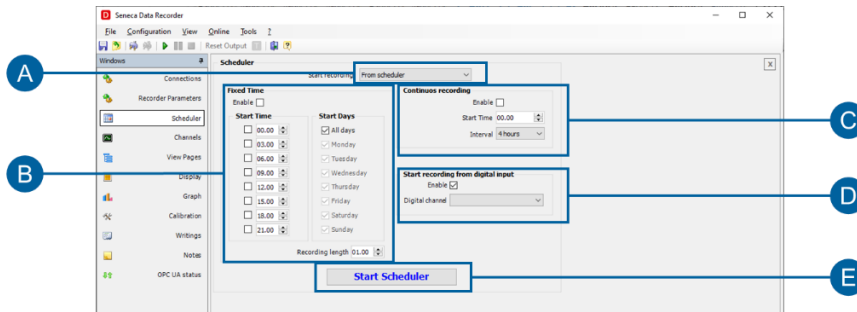 Seneca Data Recorder
File Configuration View Online Tools ?
Reset Output
Windows
Connections
Recorder Parameters
Scheduler
Channels
View Pages
Display
Graph
Calibration
Writings
Notes
OPC UA status
Scheduler
x
Start recording From scheduler
Fixed Time
Enable
Start Time
00.00
03.00
06.00
09.00
12.00
15.00
18.00
21.00
Start Days
All days
Monday
Tuesday
Wednesday
Thursday
Friday
Saturday
Sunday
Recording length 01.00
Continuos recording
Enable
Start Time 00.00
Interval 4 hours
Start recording from digital input
Enable
Digital channel
Start Scheduler
A
B
C
D
E